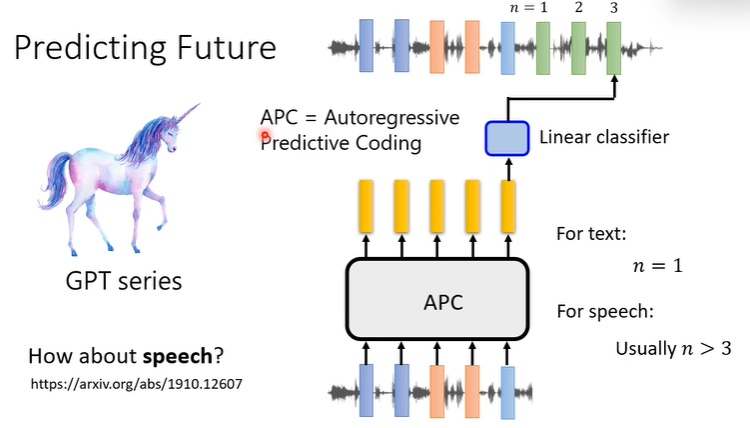 Predicting Future
n = 1 2 3
APC = Autoregressive
Predictive Coding
Linear classifier
For text:
n = 1
APC
For speech:
Usually n > 3
GPT series
How about speech?
https://arxiv.org/abs/1910.12607